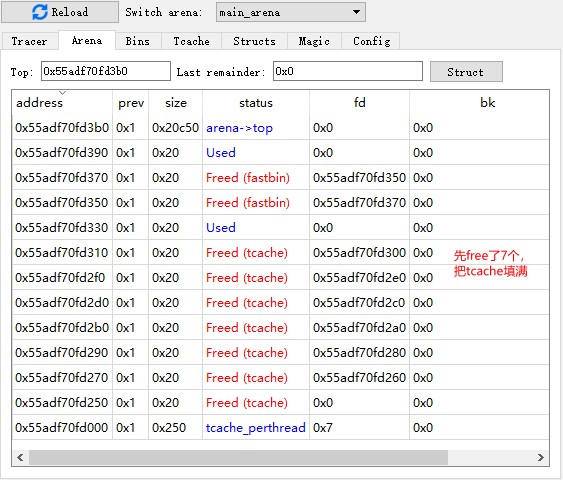 Reload Switch arena: main_arena
Tracer Arena Bins Tcache Structs Magic Config
Top: 0x55adf70fd3b0 Last remainder: 0x0 Struct
address prev size status fd bk
0x55adf70fd3b0 0x1 0x20c50 arena->top 0x0 0x0
0x55adf70fd390 0x1 0x20 Used 0x0 0x0
0x55adf70fd370 0x1 0x20 Freed (fastbin) 0x55adf70fd350 0x0
0x55adf70fd350 0x1 0x20 Freed (fastbin) 0x55adf70fd370 0x0
0x55adf70fd330 0x1 0x20 Used 0x0 0x0
0x55adf70fd310 0x1 0x20 Freed (tcache) 0x55adf70fd300 0x0
先free了7个，
0x55adf70fd2f0 0x1 0x20 Freed (tcache) 0x55adf70fd2e0 0x0
把tcache填满
0x55adf70fd2d0 0x1 0x20 Freed (tcache) 0x55adf70fd2c0 0x0
0x55adf70fd2b0 0x1 0x20 Freed (tcache) 0x55adf70fd2a0 0x0
0x55adf70fd290 0x1 0x20 Freed (tcache) 0x55adf70fd280 0x0
0x55adf70fd270 0x1 0x20 Freed (tcache) 0x55adf70fd260 0x0
0x55adf70fd250 0x1 0x20 Freed (tcache) 0x0 0x0
0x55adf70fd000 0x1 0x250 tcache_perthread 0x7 0x0